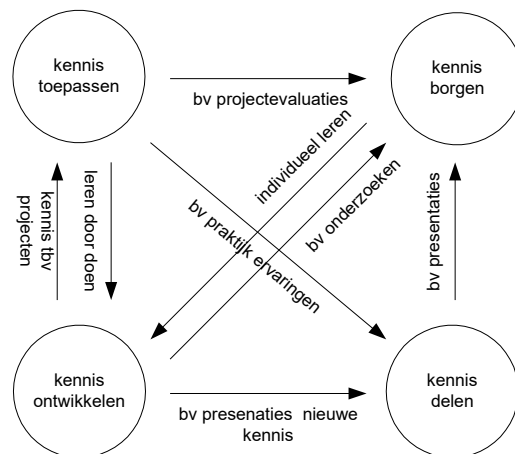 kennis
toepassen
kennis
borgen
bv projectevaluaties
individueel leren
bv onderzoeken
bv praktijk ervaringen
kennis tbv
projecten
leren door doen
bv presentaties
kennis
ontwikkelen
kennis
delen
bv presenaties nieuwe
kennis